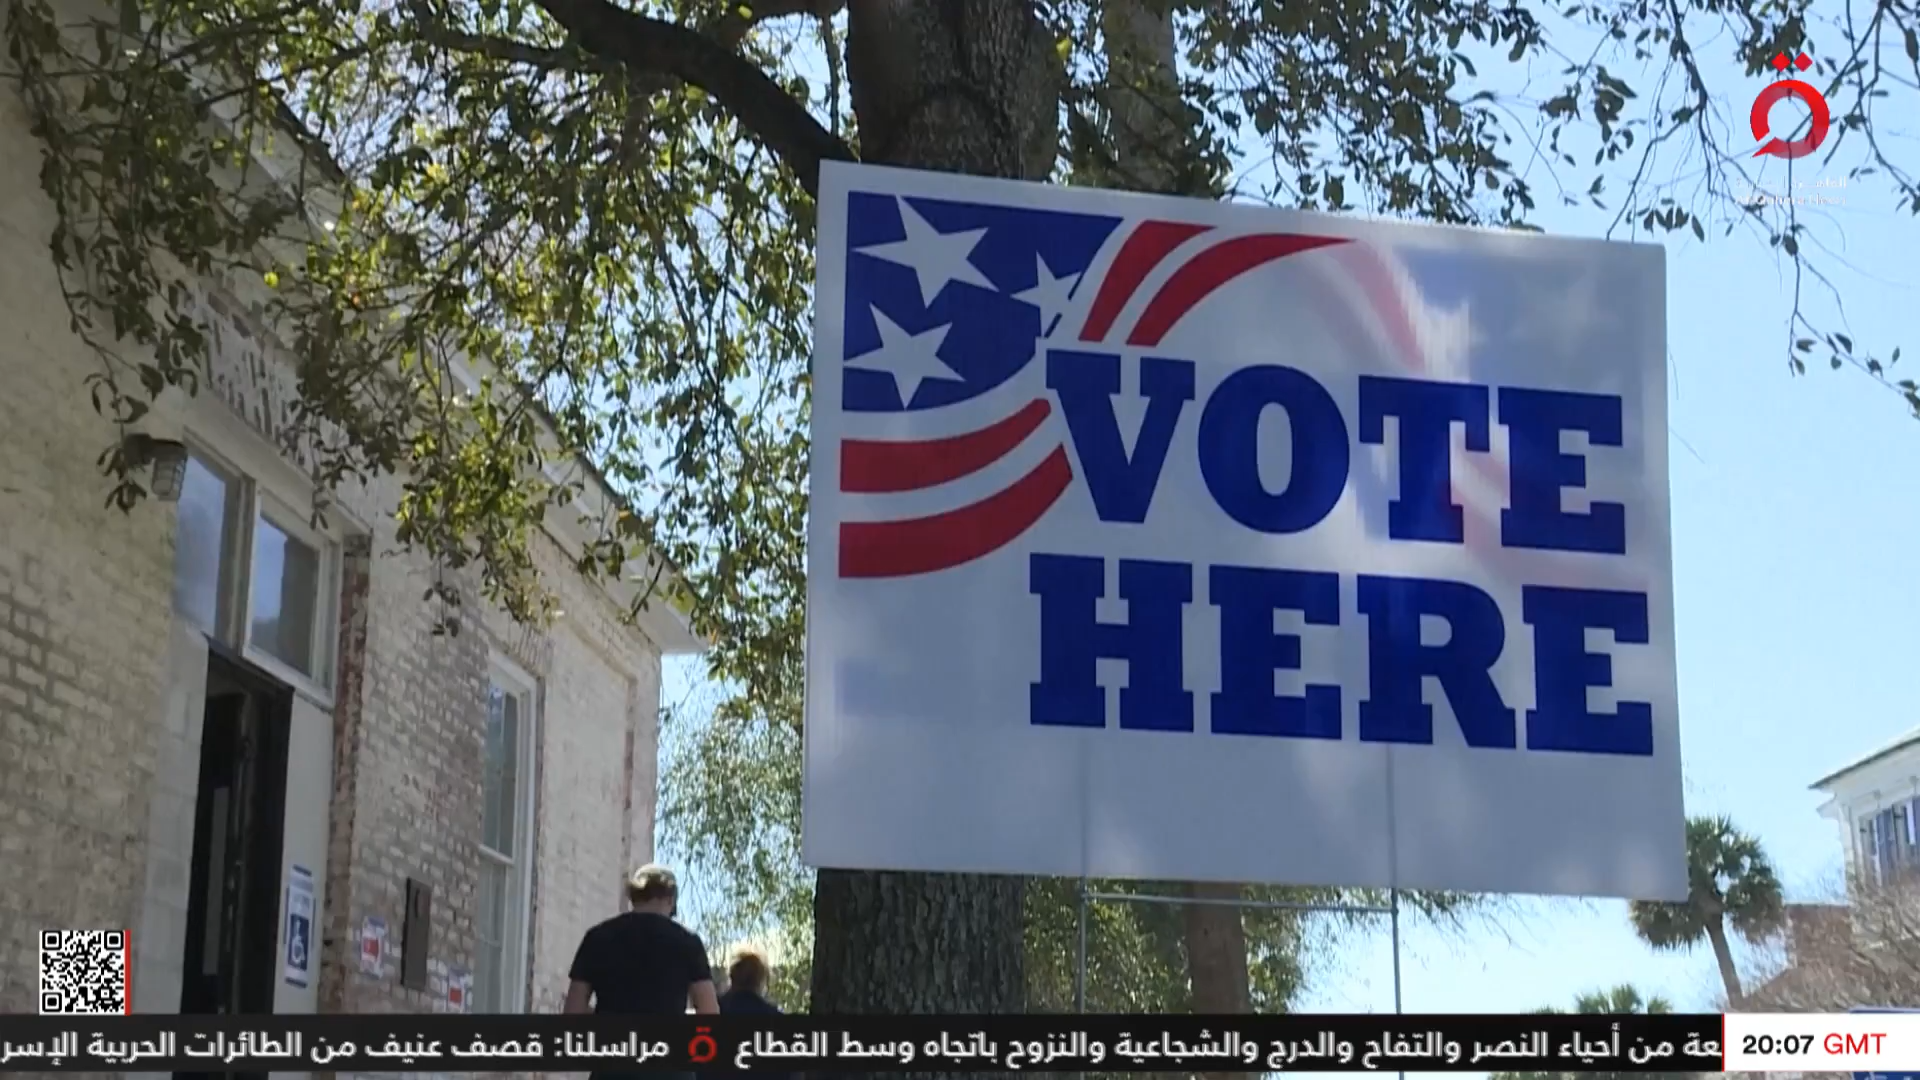 VOTE
HERE
عة من أحياء النصر والتفاح والدرج والشجاعية والنزوح باتجاه وسط القطاع
مراسلنا: قصف عنيف من الطائرات الحربية الإسر
20:07 GMT